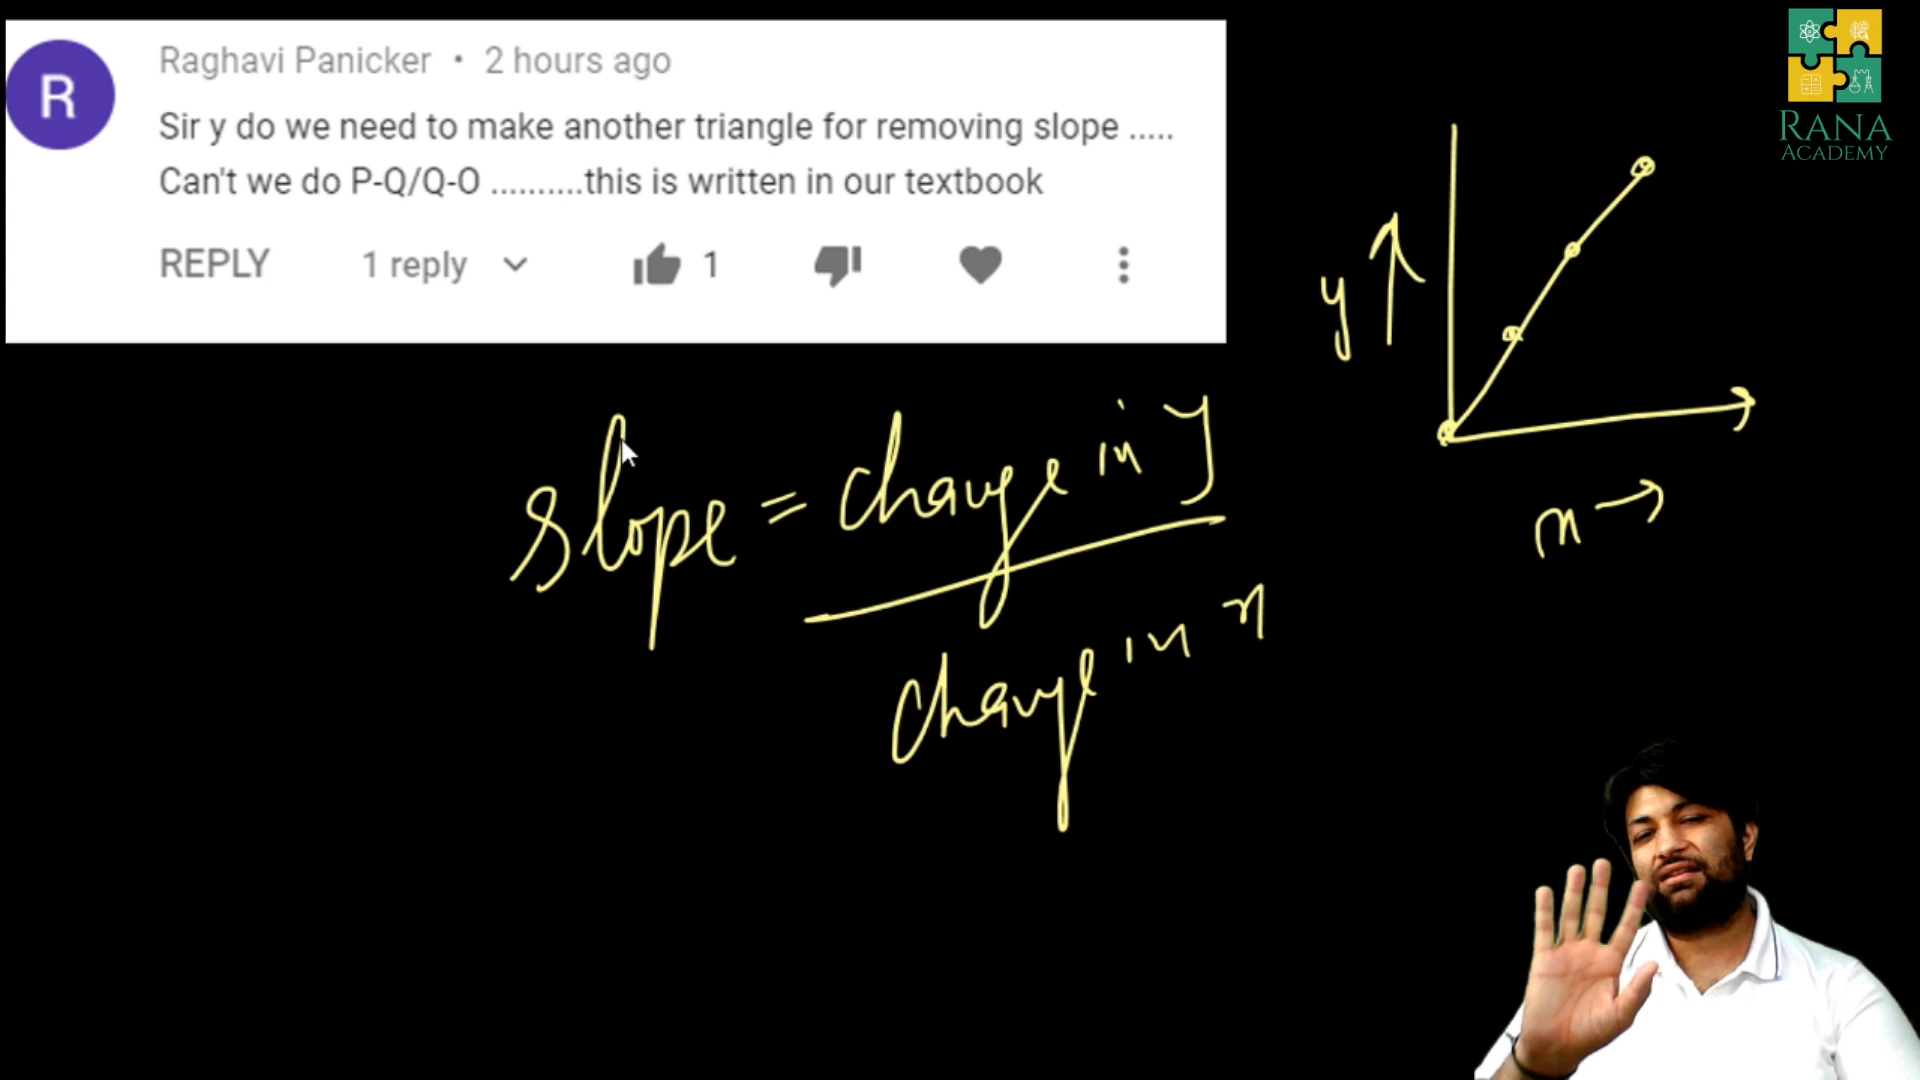 R
Raghavi Panicker • 2 hours ago
Sir y do we need to make another triangle for removing slope .....
Can't we do P-Q/Q-O ..........this is written in our textbook
REPLY 1 reply 1
RANA
ACADEMY
y
x
slope = change in y
change in x